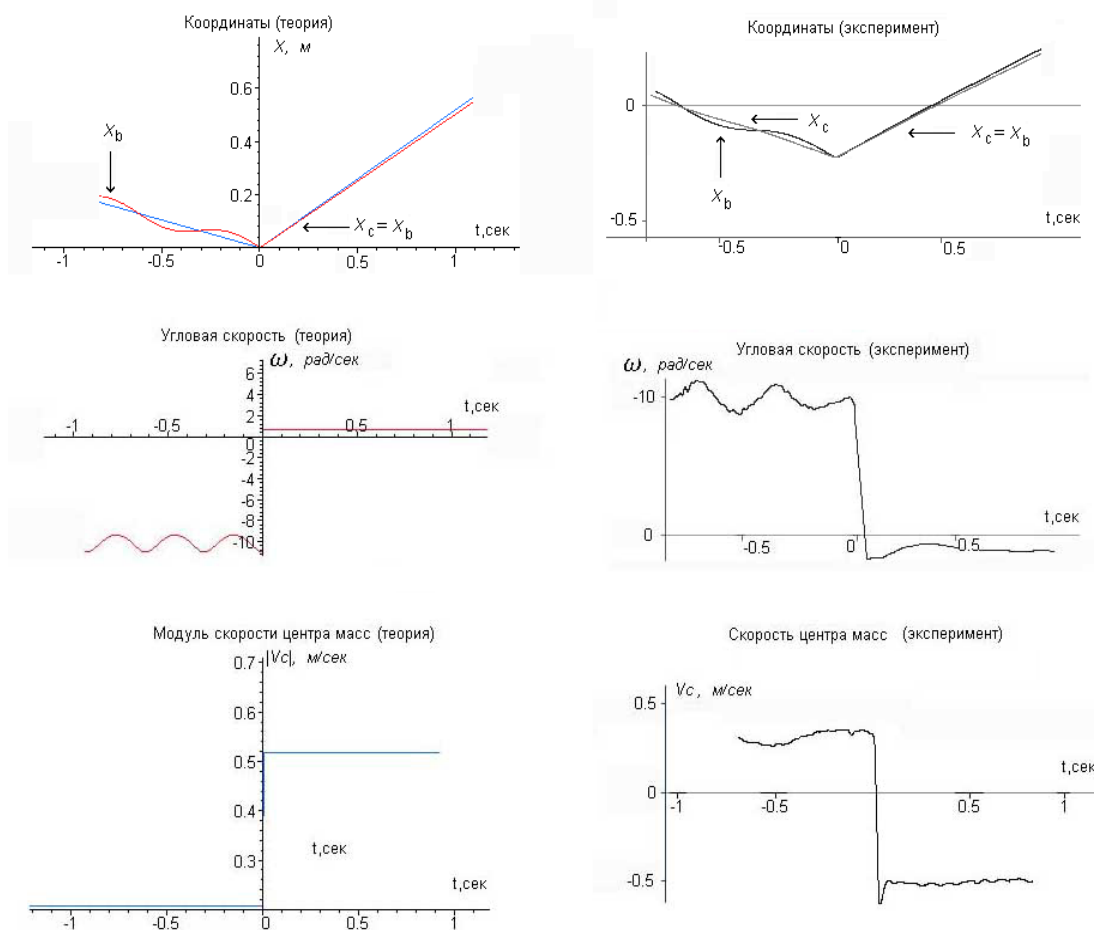 Координаты (теория)
X, м
0.6
0.4
0.2
X_b
X_c = X_b
t,сек
-1
-0.5
0
0.5
1
Координаты (эксперимент)
0
X_c
X_c = X_b
X_b
-0.5
t,сек
-0.5
0
0.5
Угловая скорость (теория)
ω, рад/сек
6
4
2
t,сек
-1
-0,5
0.5
1
0
-2
-4
-6
-8
-10
Угловая скорость (эксперимент)
ω, рад/сек
-10
0
t,сек
-0.5
0
0.5
Модуль скорости центра масс (теория)
|Vc|, м/сек
0.7
0.6
0.5
0.4
0.3
t,сек
t,сек
-1
-0.5
0
0.5
1
Скорость центра масс (эксперимент)
Vc, м/сек
0.5
t,сек
0
-1
-0.5
0.5
1
-0.5